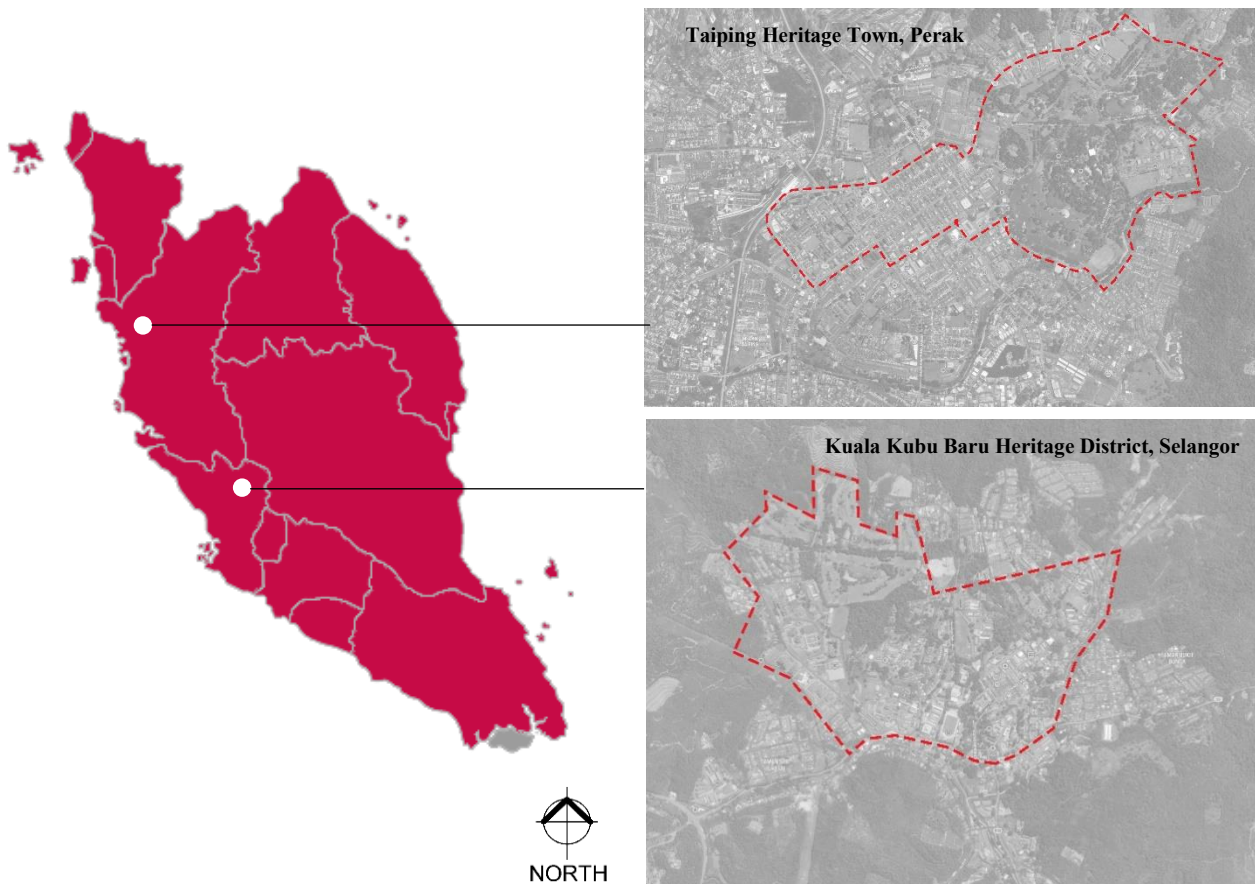 Taiping Heritage Town, Perak
Kuala Kubu Baru Heritage District, Selangor
NORTH